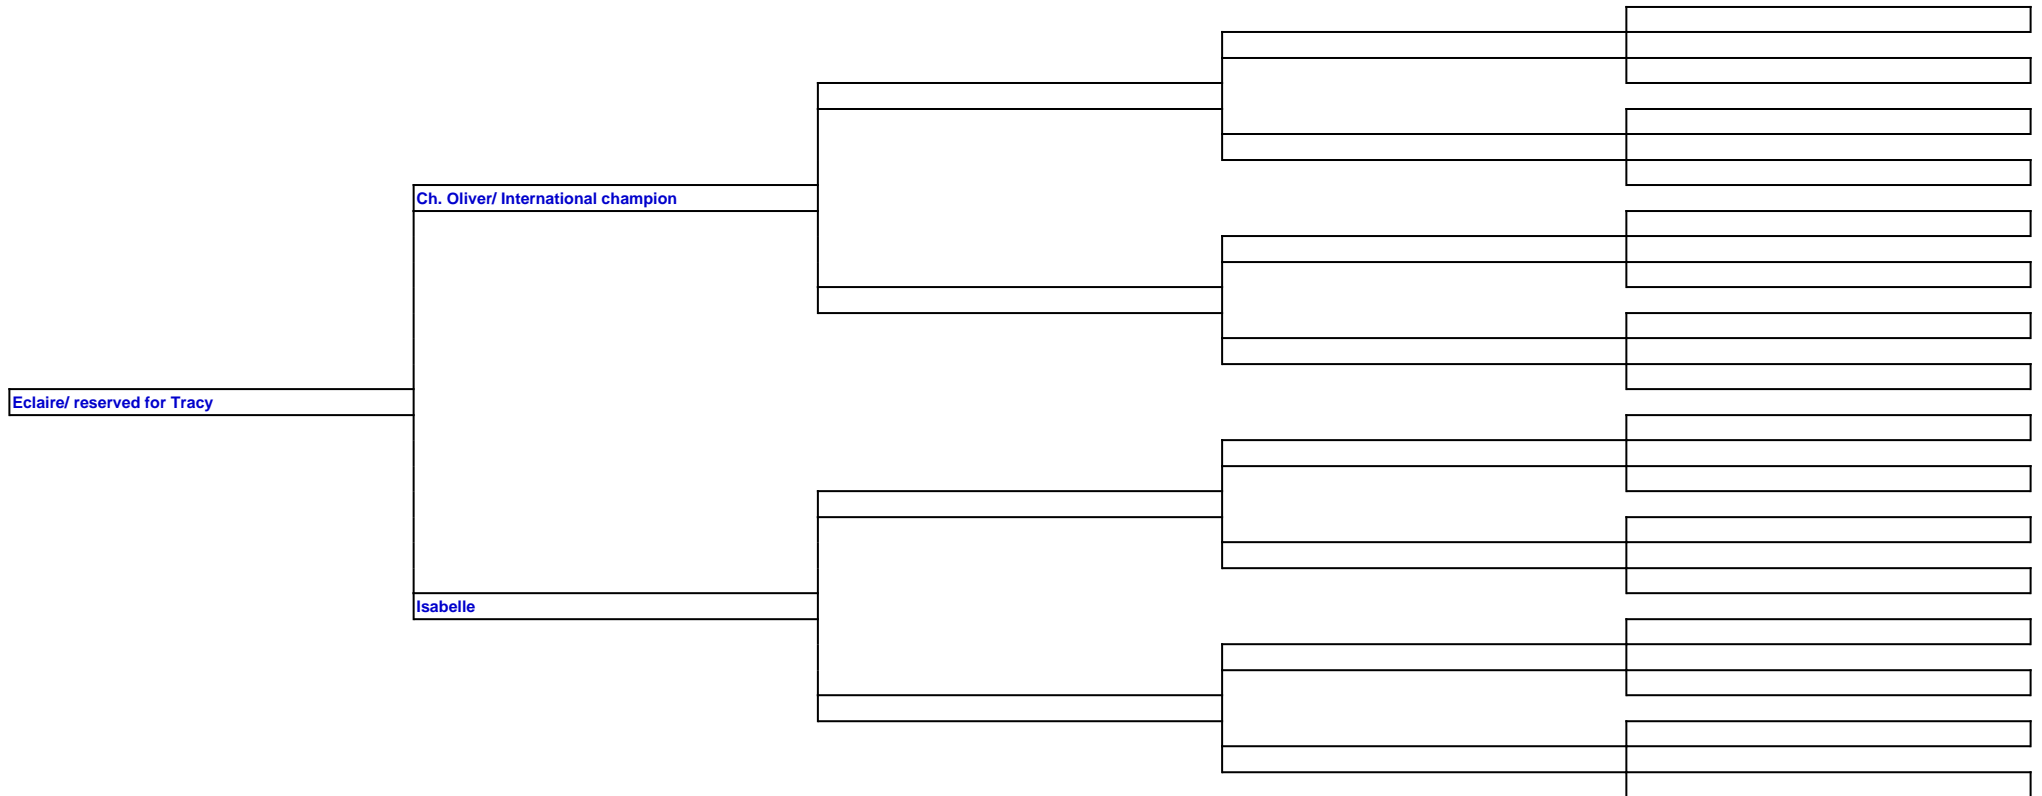 Ch. Oliver/ International champion
Eclaire/ reserved for Tracy
Isabelle